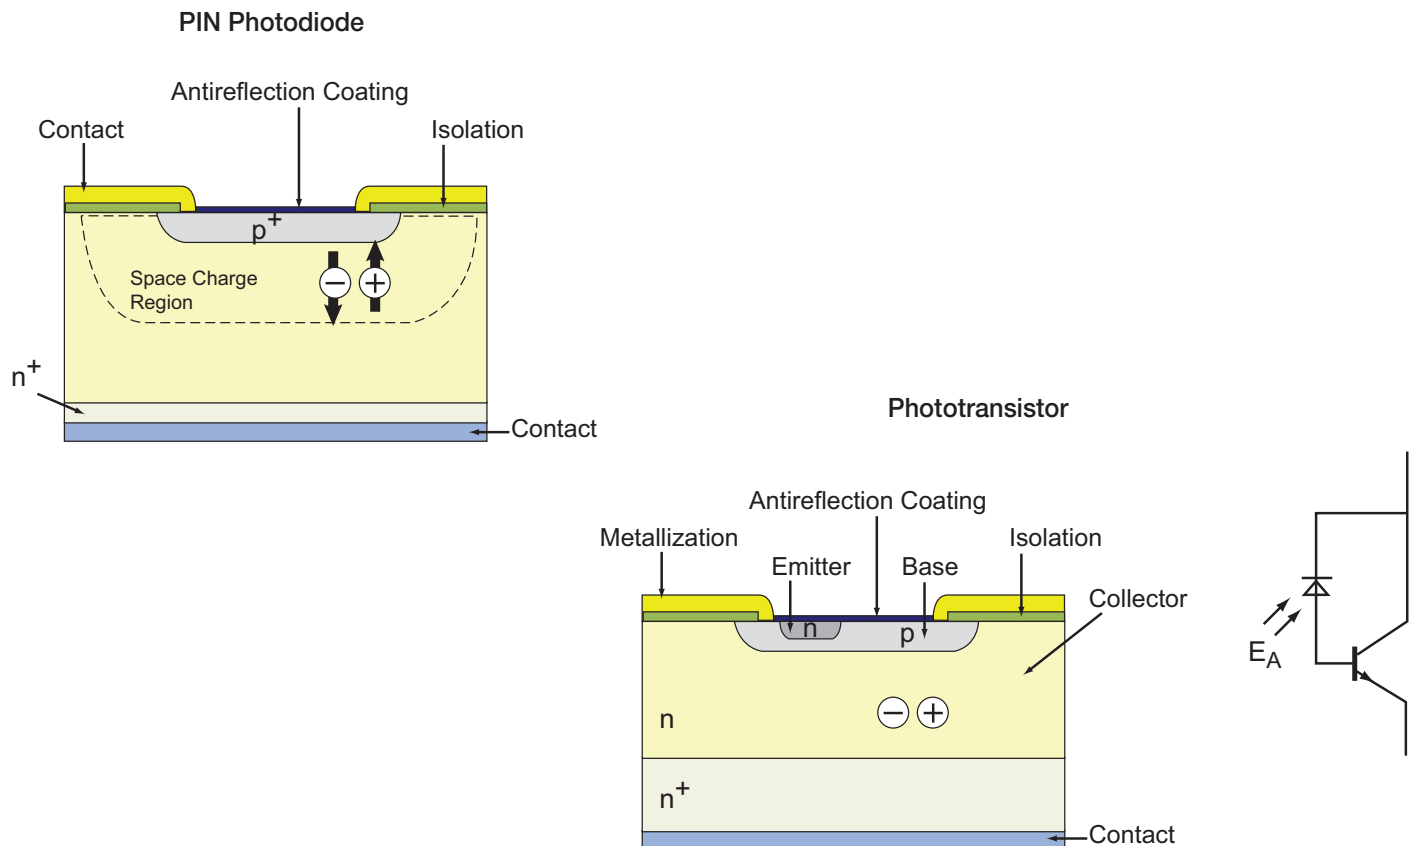 PIN Photodiode
Antireflection Coating
Contact
Isolation
p+
Space Charge
Region
− +
n+
Contact
Phototransistor
Antireflection Coating
Metallization
Isolation
Emitter
Base
Collector
n
p
EA
− +
n
n+
Contact